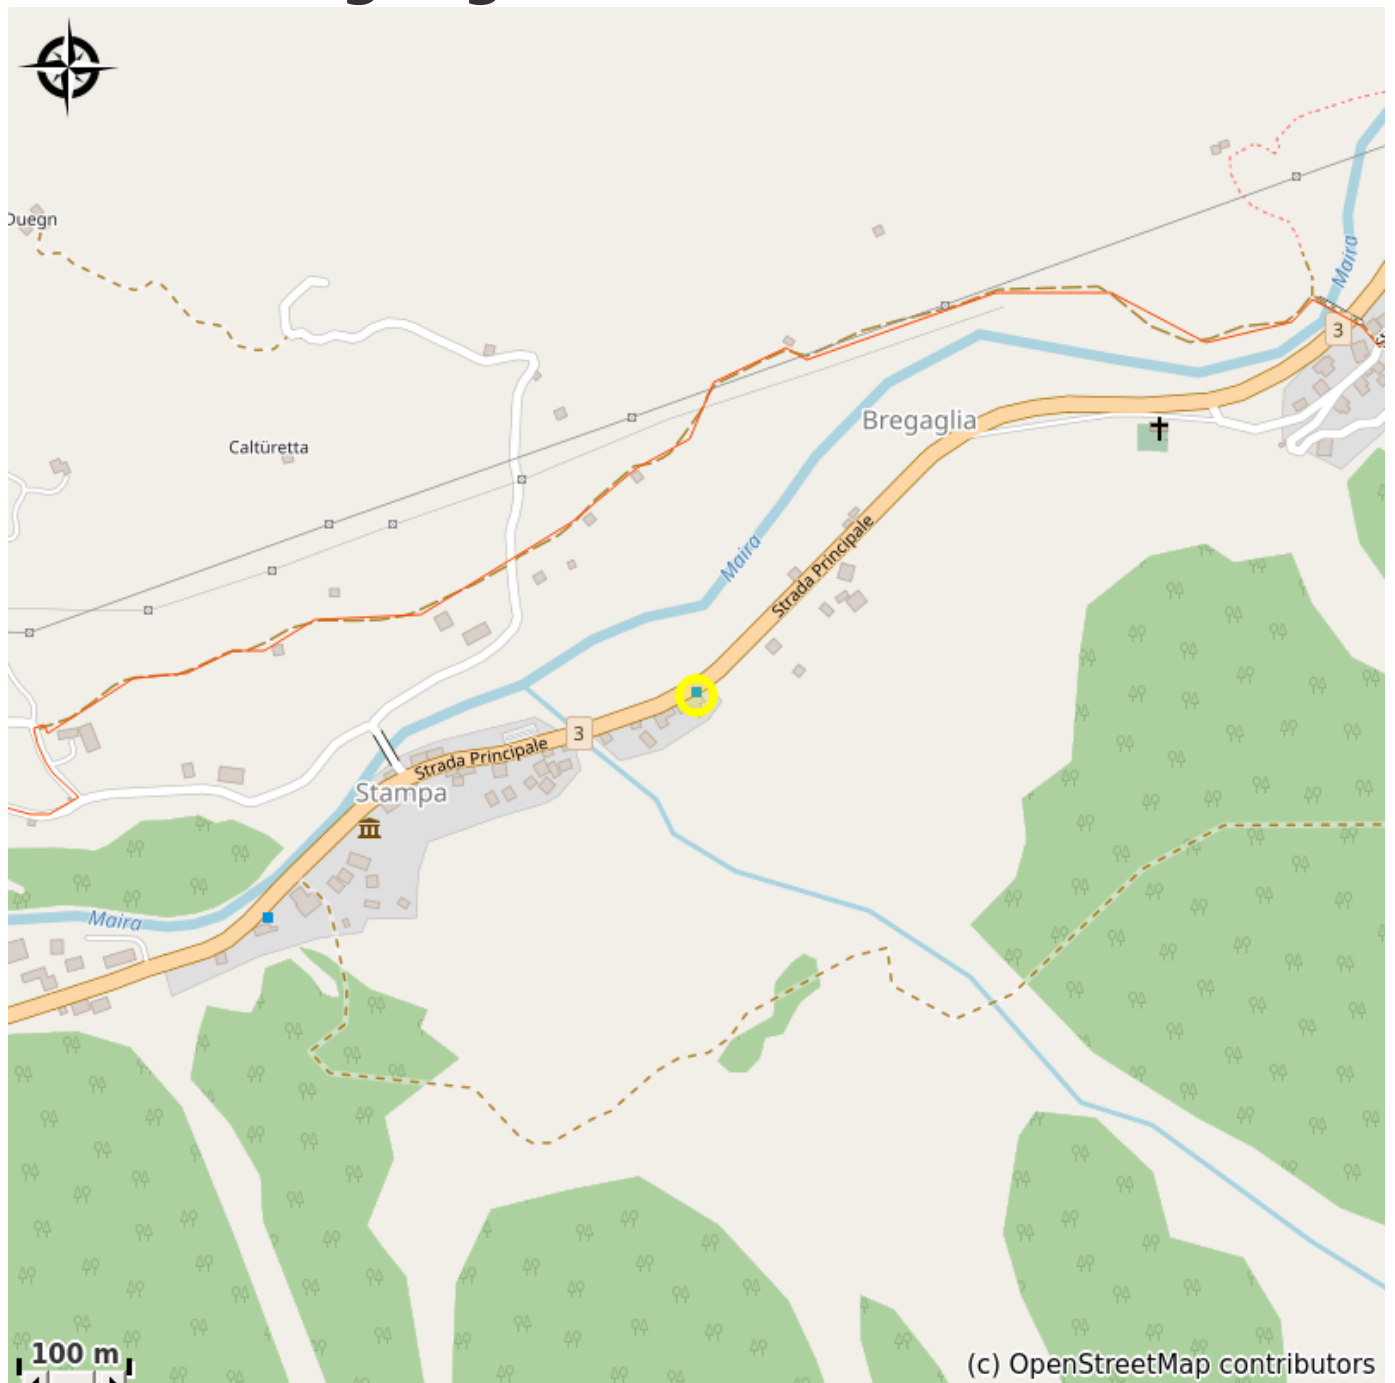 Duegn
Maira
3
Bregaglia
Caltüretta
Strada Principale
Maira
3
Strada Principale
Stampa
Maira
100 m
(c) OpenStreetMap contributors